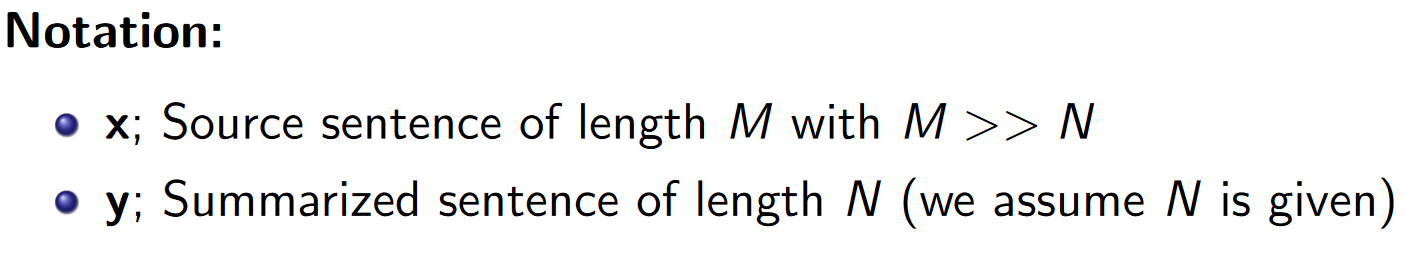 Notation:
x; Source sentence of length M with M >> N
y; Summarized sentence of length N (we assume N is given)